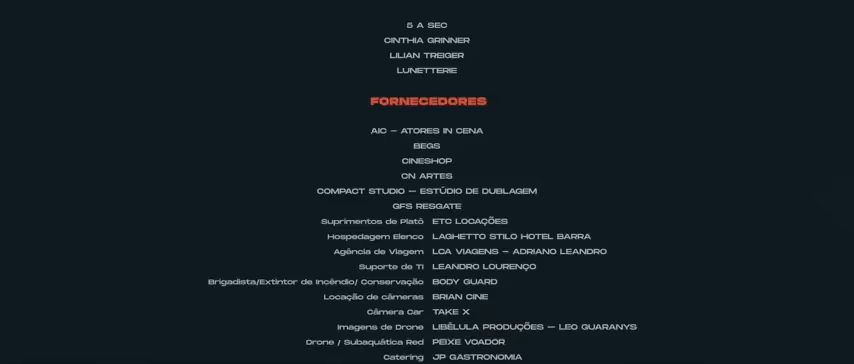 5 A SEC
CINTHIA GRINNER
LILIAN TREIGER
LUNETTERIE
FORNECEDORES
AIC – ATORES IN CENA
BEGS
CINESHOP
CN ARTES
COMPACT STUDIO – ESTÚDIO DE DUBLAGEM
GFS RESGATE
Suprimentos de Platô ETC LOCAÇÕES
Hospedagem Elenco LAGHETTO STILO HOTEL BARRA
Agência de Viagem LCA VIAGENS – ADRIANO LEANDRO
Suporte de TI LEANDRO LOURENÇO
Brigadista/Extintor de Incêndio/ Conservação BODY GUARD
Locação de câmeras BRIAN CINE
Câmera Car TAKE X
Imagens de Drone LIBÉLULA PRODUÇÕES – LEO GUARANYS
Drone / Subaquática Red PEIXE VOADOR
Catering JP GASTRONOMIA